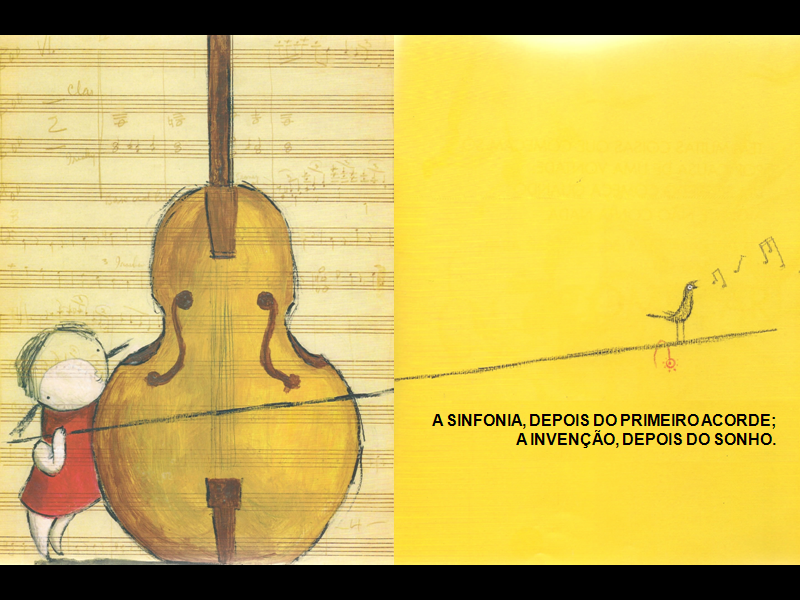 A SINFONIA, DEPOIS DO PRIMEIRO ACORDE;
A INVENÇÃO, DEPOIS DO SONHO.